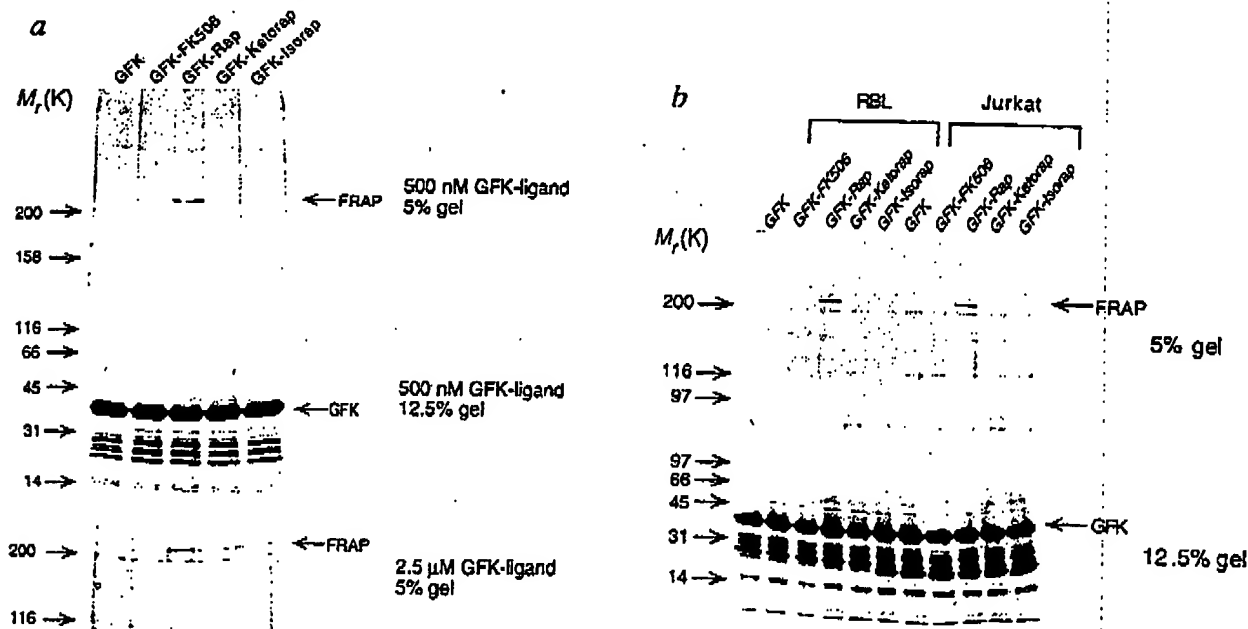 a
GFK
GFK-FK506
GFK-Rap
GFK-Ketorap
GFK-Isorap
Mr(K)
200
FRAP
500 nM GFK-ligand
5% gel
158
116
66
45
500 nM GFK-ligand
GFK
12.5% gel
31
14
200
FRAP
2.5 μM GFK-ligand
5% gel
116
b
RBL
Jurkat
GFK
GFK-FK506
GFK-Rap
GFK-Ketorap
GFK-Isorap
GFK
GFK-FK506
GFK-Rap
GFK-Ketorap
GFK-Isorap
Mr(K)
200
FRAP
5% gel
116
97
97
66
45
GFK
31
12.5% gel
14